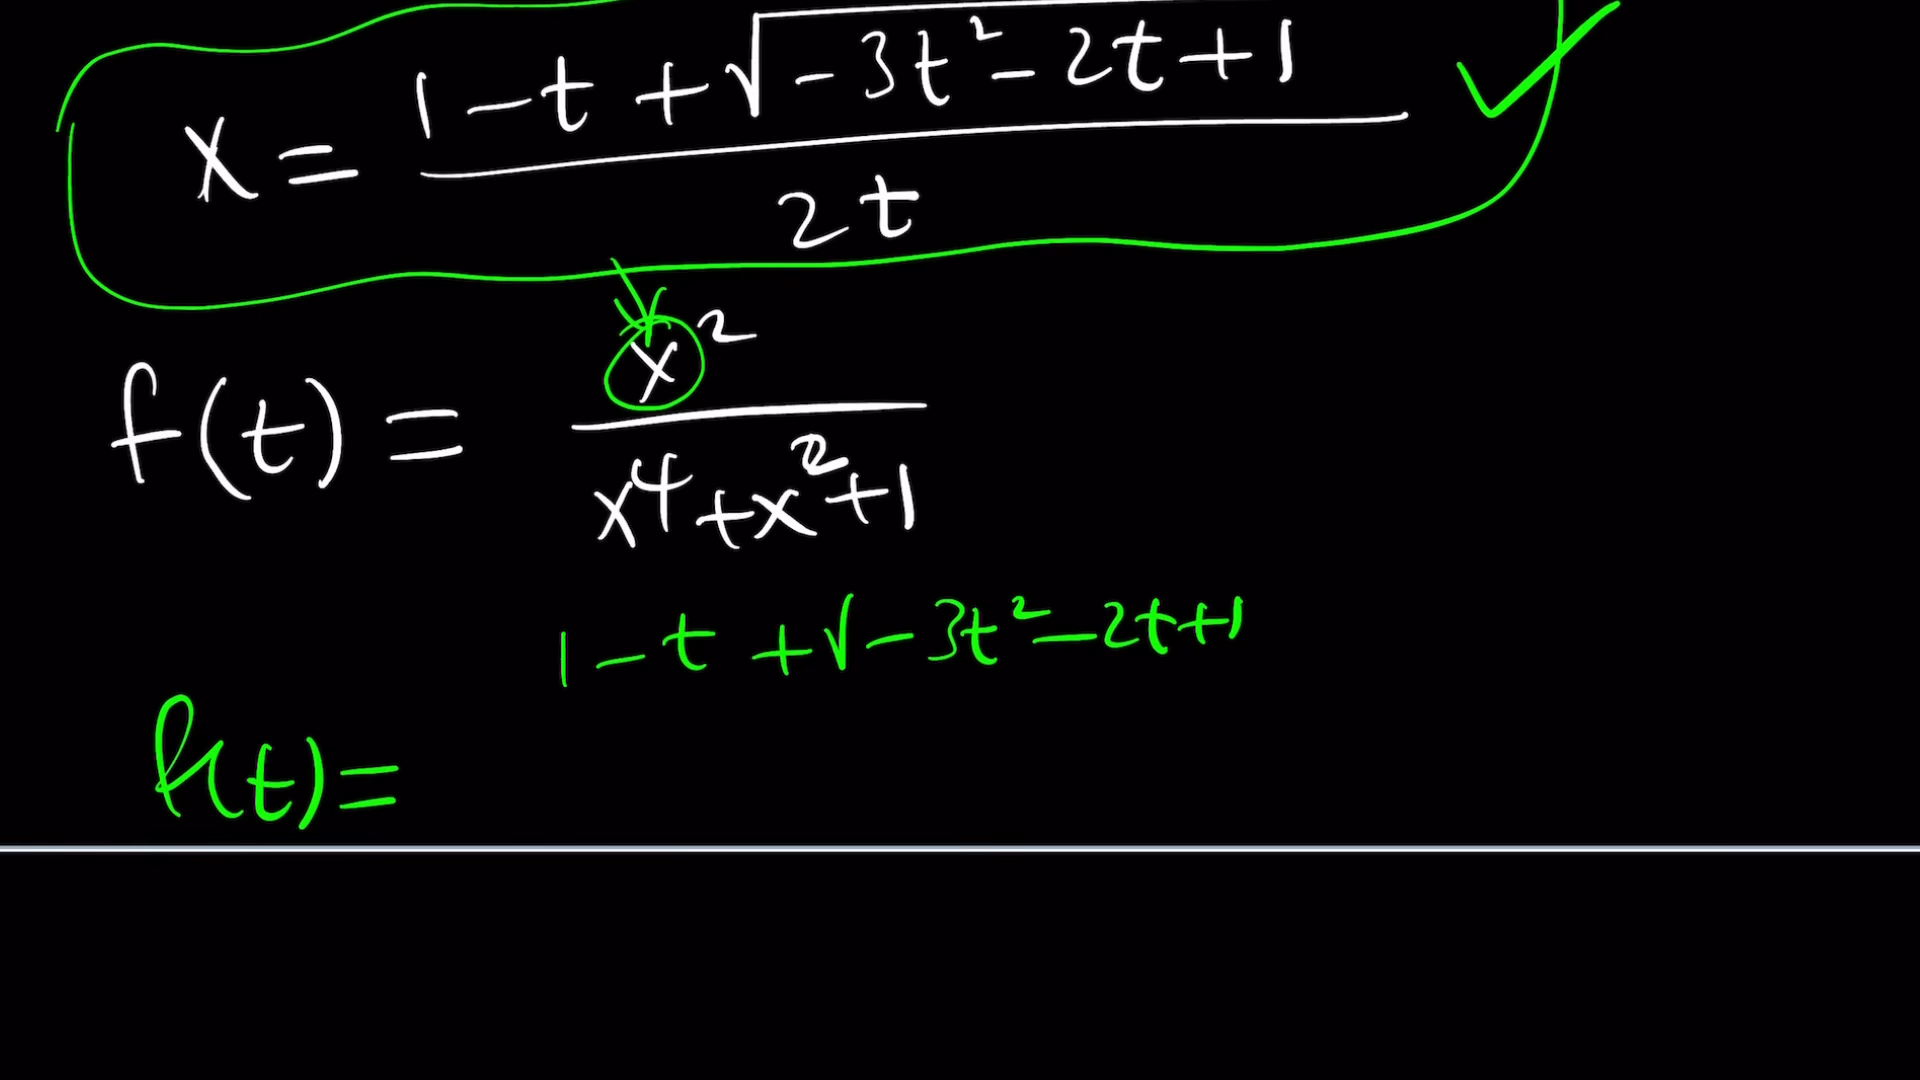 x = (1 - t + √(-3t² - 2t + 1)) / 2t
f(t) = x² / (x⁴ + x² + 1)
1 - t + √-3t² - 2t + 1
f(t) =